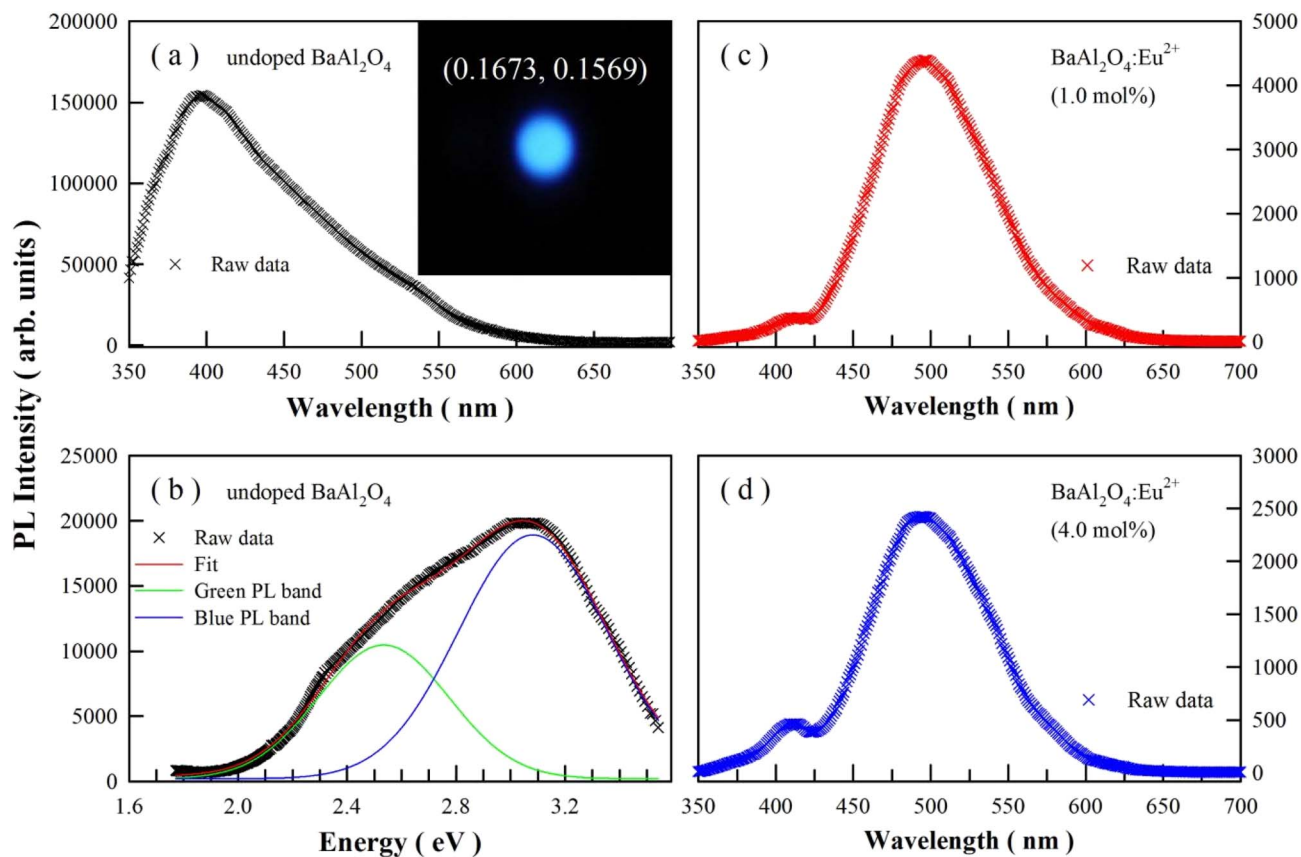 PL Intensity ( arb. units)
( a ) undoped BaAl₂O₄
(0.1673, 0.1569)
200000
150000
100000
50000
0
× Raw data
350 400 450 500 550 600 650
Wavelength ( nm )
( c )
BaAl₂O₄:Eu²⁺
(1.0 mol%)
5000
4000
3000
2000
1000
0
× Raw data
350 400 450 500 550 600 650 700
Wavelength ( nm )
( b ) undoped BaAl₂O₄
25000
20000
15000
10000
5000
0
× Raw data
Fit
Green PL band
Blue PL band
1.6 2.0 2.4 2.8 3.2
Energy ( eV )
( d )
BaAl₂O₄:Eu²⁺
(4.0 mol%)
3000
2500
2000
1500
1000
500
0
× Raw data
350 400 450 500 550 600 650 700
Wavelength ( nm )